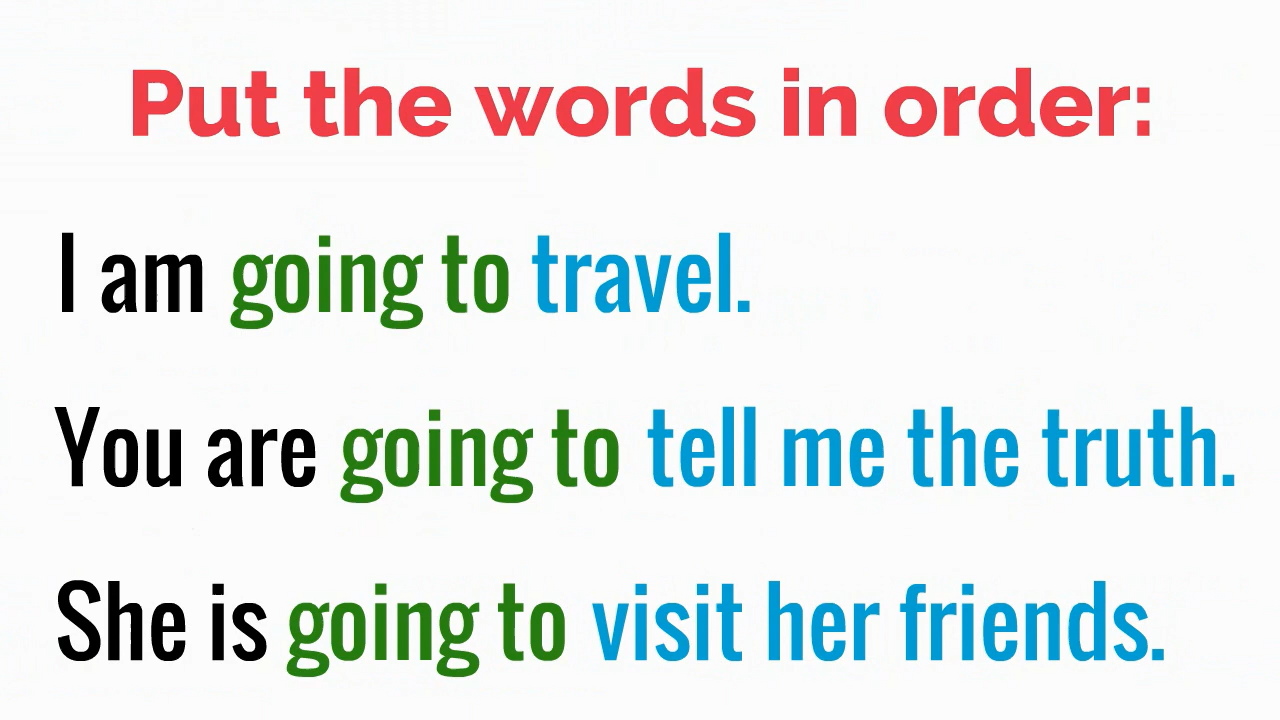 Put the words in order:
I am going to travel.
You are going to tell me the truth.
She is going to visit her friends.